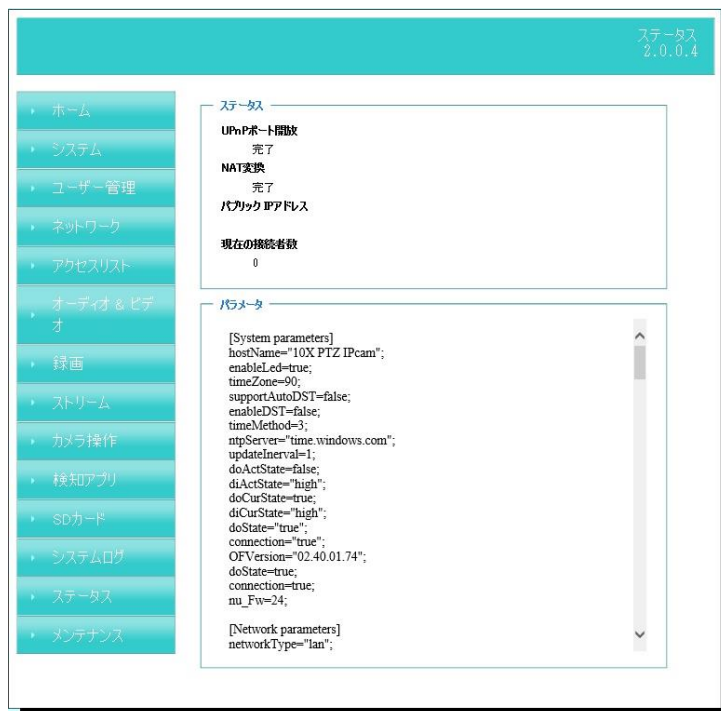 ステータス
2.0.0.4
ホーム
システム
ユーザー管理
ネットワーク
アクセスリスト
オーディオ & ビデ
オ
録画
ストリーム
カメラ操作
検知アプリ
SDカード
システムログ
ステータス
メンテナンス
ステータス
UPnPポート開放
完了
NAT変換
完了
パブリック IPアドレス
現在の接続者数
0
パラメータ
[System parameters]
hostName="10X PTZ IPcam";
enableLed=true;
timeZone=90;
supportAutoDST=false;
enableDST=false;
timeMethod=3;
ntpServer="time.windows.com";
updateInerval=1;
doActState=false;
diActState="high";
doCurState=true;
diCurState="high";
doState="true";
connection="true";
OFVersion="02.40.01.74";
doState=true;
connection=true;
nu_Fw=24;
[Network parameters]
networkType="lan";